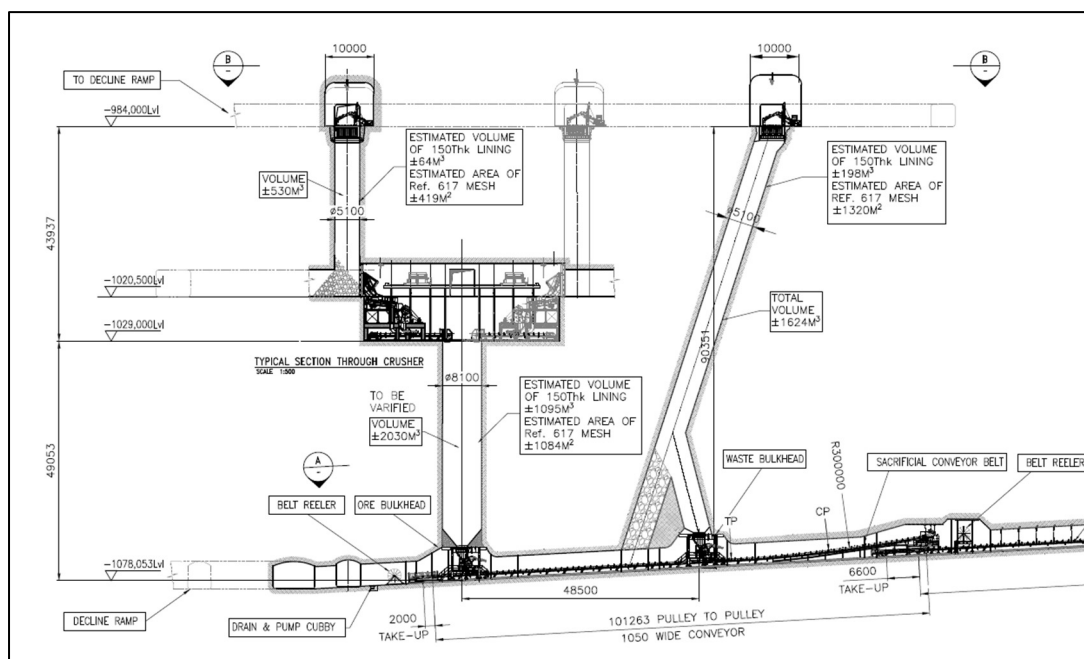 10000
10000
B
-
B
-
TO DECLINE RAMP
-984,000Lvl
ESTIMATED VOLUME
OF 150Thk LINING
±64M³
ESTIMATED AREA OF
Ref. 617 MESH
±419M²
ESTIMATED VOLUME
OF 150Thk LINING
±198M³
ESTIMATED AREA OF
REF. 617 MESH
±1320M²
VOLUME
±530M³
ø5100
ø5100
43937
-1020,500Lvl
TOTAL
VOLUME
±1624M³
-1029,000Lvl
90351
TYPICAL SECTION THROUGH CRUSHER
SCALE 1:500
ø8100
ESTIMATED VOLUME
OF 150Thk LINING
±1095M³
ESTIMATED AREA OF
Ref. 617 MESH
±1084M²
TO BE
VARIFIED
VOLUME
±2030M³
49053
A
-
WASTE BULKHEAD
R300000
SACRIFICIAL CONVEYOR BELT
BELT REELER
BELT REELER
ORE BULKHEAD
TP
CP
-1078,053Lvl
6600
TAKE-UP
48500
2000
TAKE-UP
101263 PULLEY TO PULLEY
1050 WIDE CONVEYOR
DECLINE RAMP
DRAIN & PUMP CUBBY